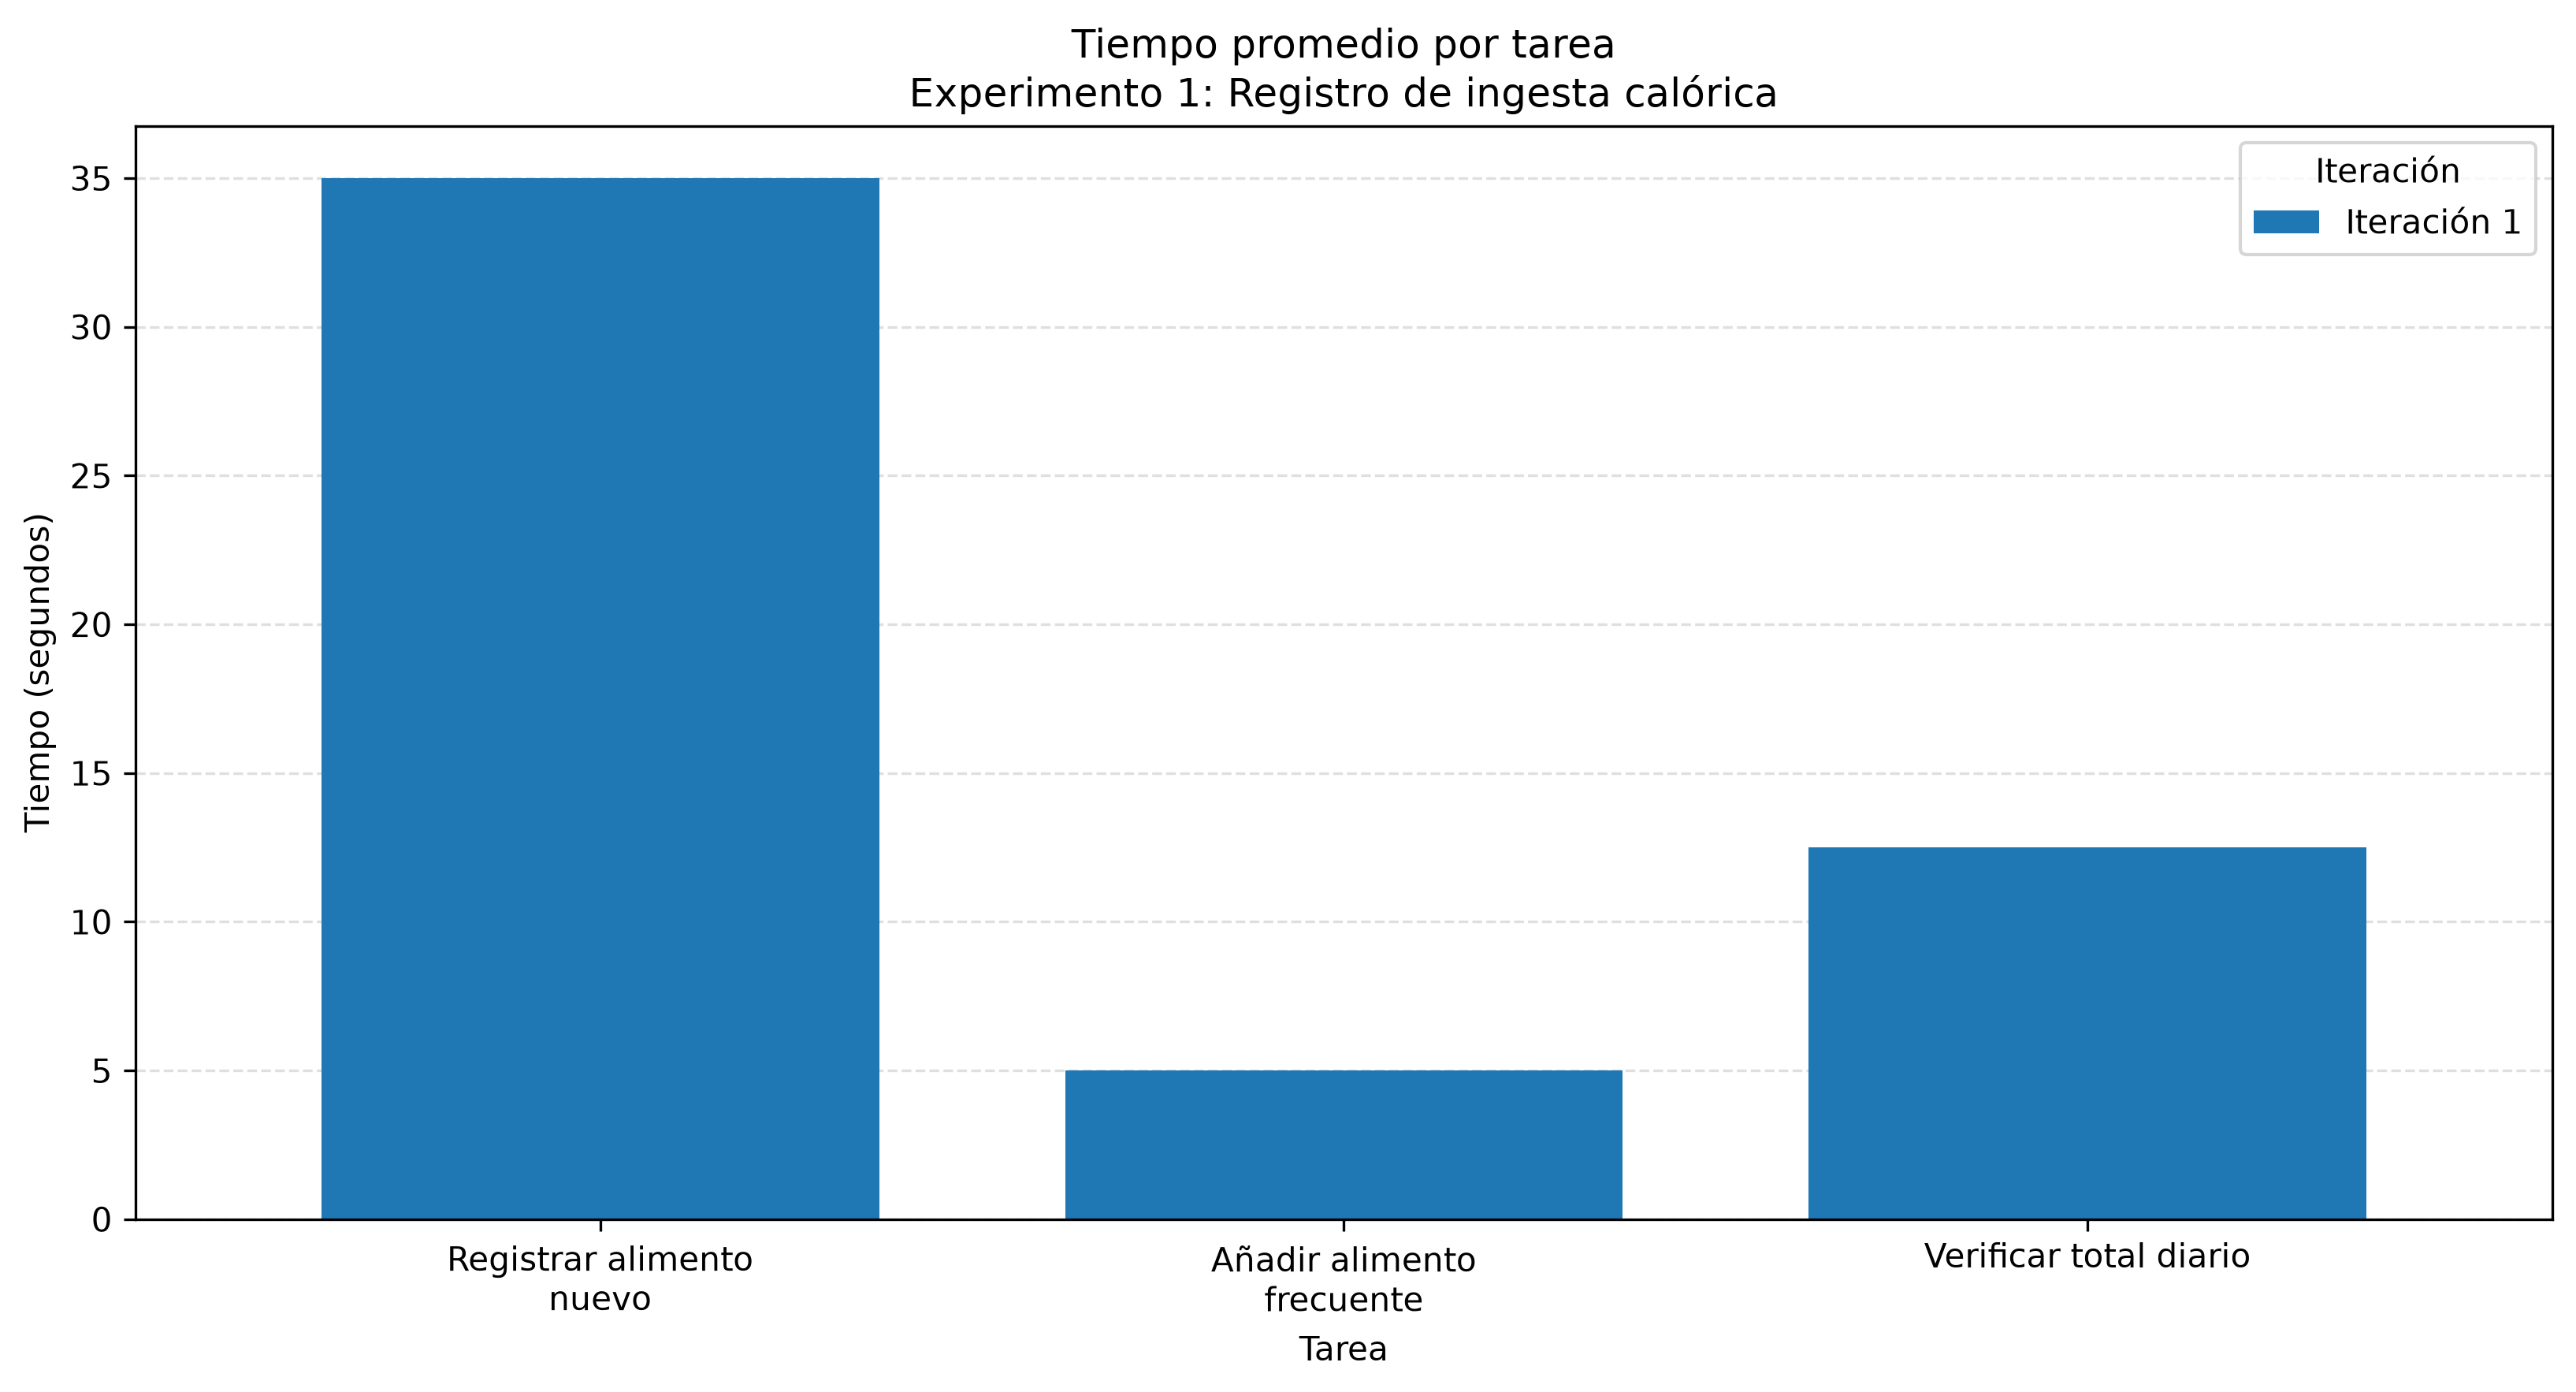 Tiempo promedio por tarea
Experimento 1: Registro de ingesta calórica
Iteración
Iteración 1
Tiempo (segundos)
35
30
25
20
15
10
5
0
Registrar alimento
nuevo
Añadir alimento
frecuente
Verificar total diario
Tarea